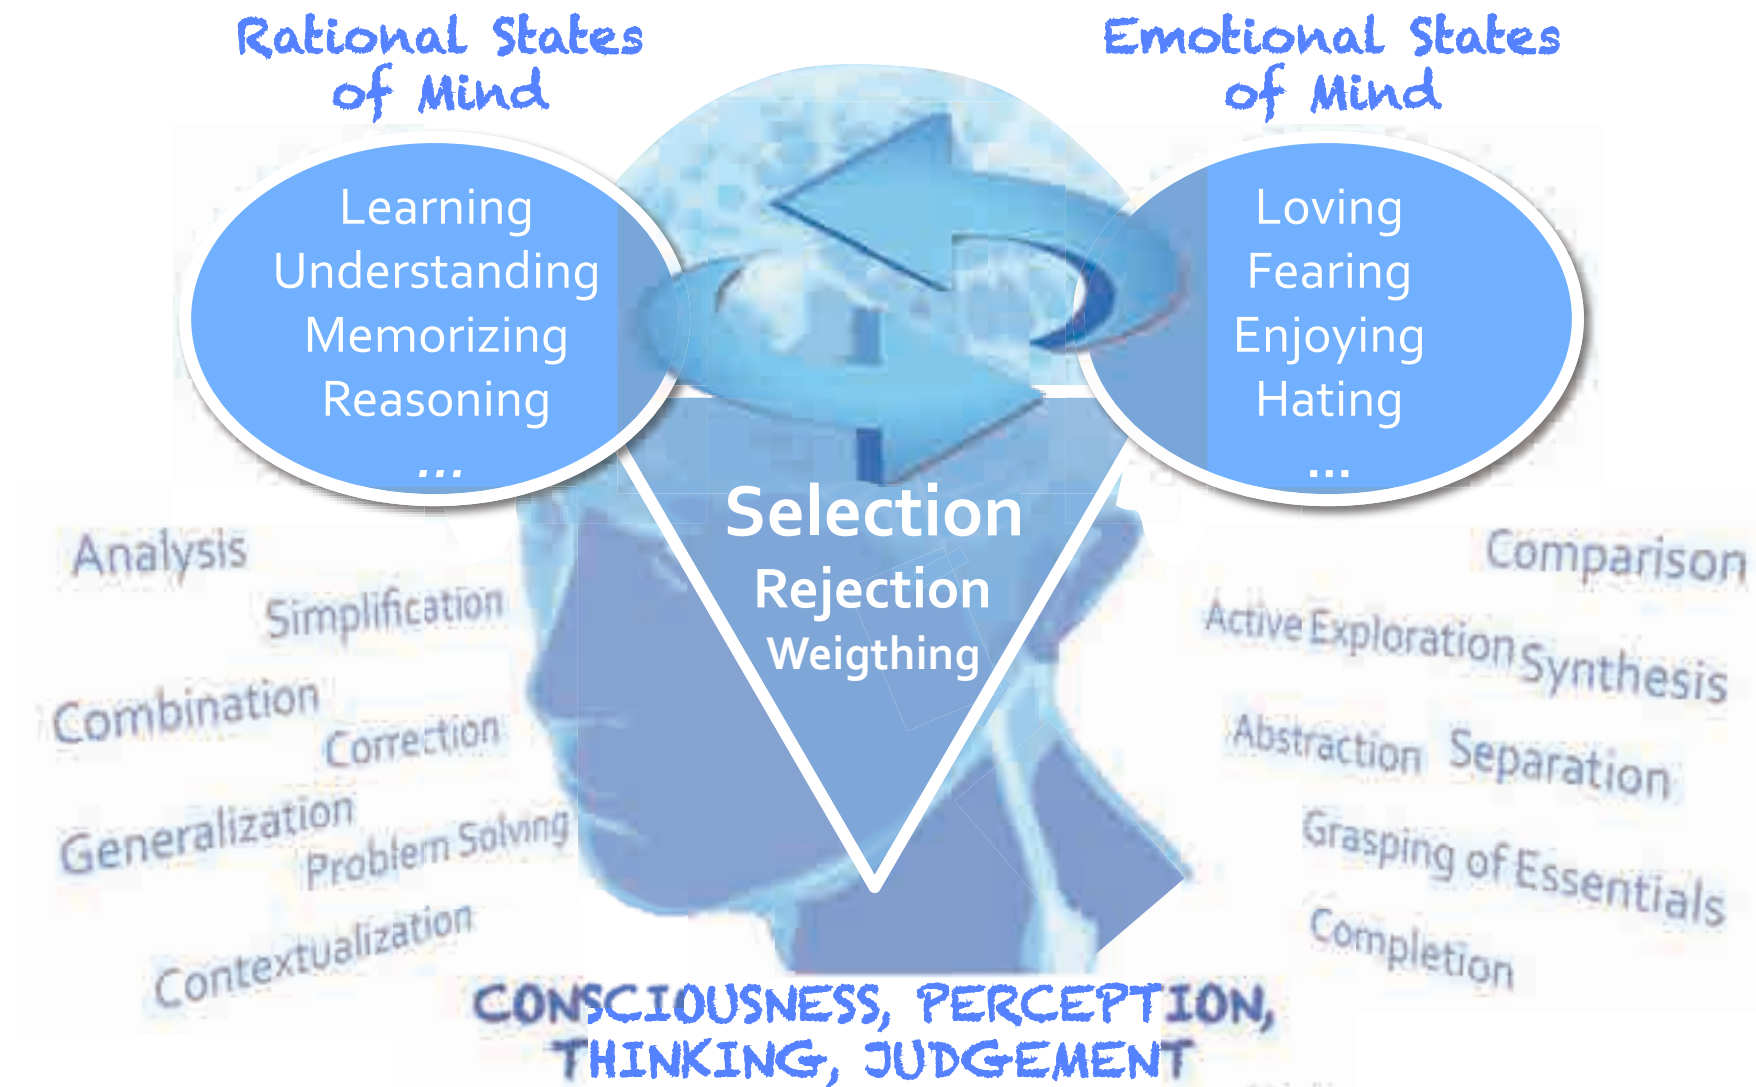 Rational States
of Mind
Emotional States
of Mind
Learning
Understanding
Memorizing
Reasoning
...
Loving
Fearing
Enjoying
Hating
...
Selection
Rejection
Weigthing
Analysis
Simplification
Combination
Correction
Generalization
Problem Solving
Contextualization
Comparison
Active Exploration
Synthesis
Abstraction
Separation
Grasping of Essentials
Completion
CONSCIOUSNESS, PERCEPTION,
THINKING, JUDGEMENT